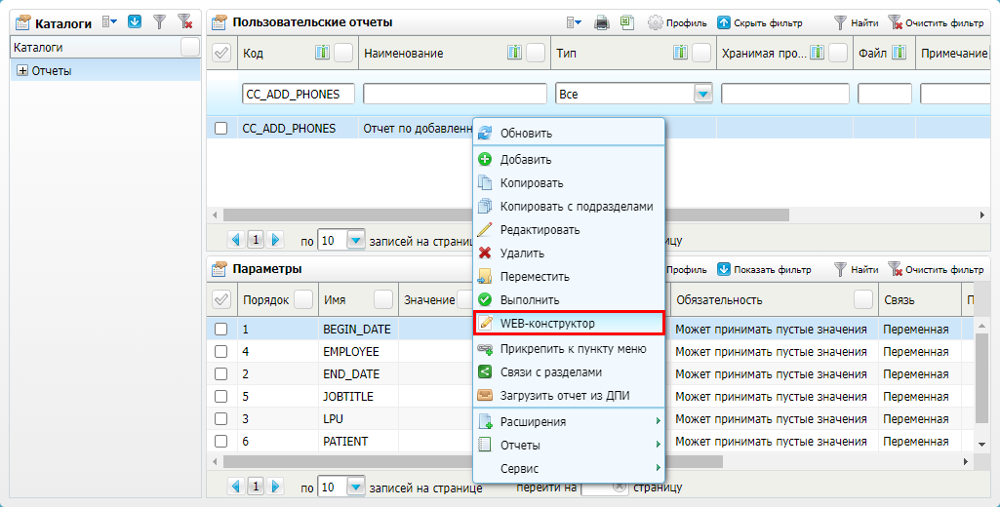 Каталоги
Каталоги
Отчеты
Пользовательские отчеты
Профиль
Скрыть фильтр
Найти
Очистить фильтр
Код
Наименование
Тип
Хранимая про...
Файл
Примечание
CC_ADD_PHONES
Все
CC_ADD_PHONES
Отчет по добавленн
1
по
10
записей на странице
страницу
Обновить
Добавить
Копировать
Копировать с подразделами
Редактировать
Удалить
Переместить
Выполнить
WEB-конструктор
Прикрепить к пункту меню
Связи с разделами
Загрузить отчет из ДПИ
Расширения
Отчеты
Сервис
Параметры
Профиль
Показать фильтр
Найти
Очистить фильтр
Порядок
Имя
Значение
Обязательность
Связь
П
1 BEGIN_DATE Может принимать пустые значения Переменная
4 EMPLOYEE Может принимать пустые значения Переменная
2 END_DATE Может принимать пустые значения Переменная
5 JOBTITLE Может принимать пустые значения Переменная
3 LPU Может принимать пустые значения Переменная
6 PATIENT Может принимать пустые значения Переменная
1
по
10
записей на странице
перейти на
страницу